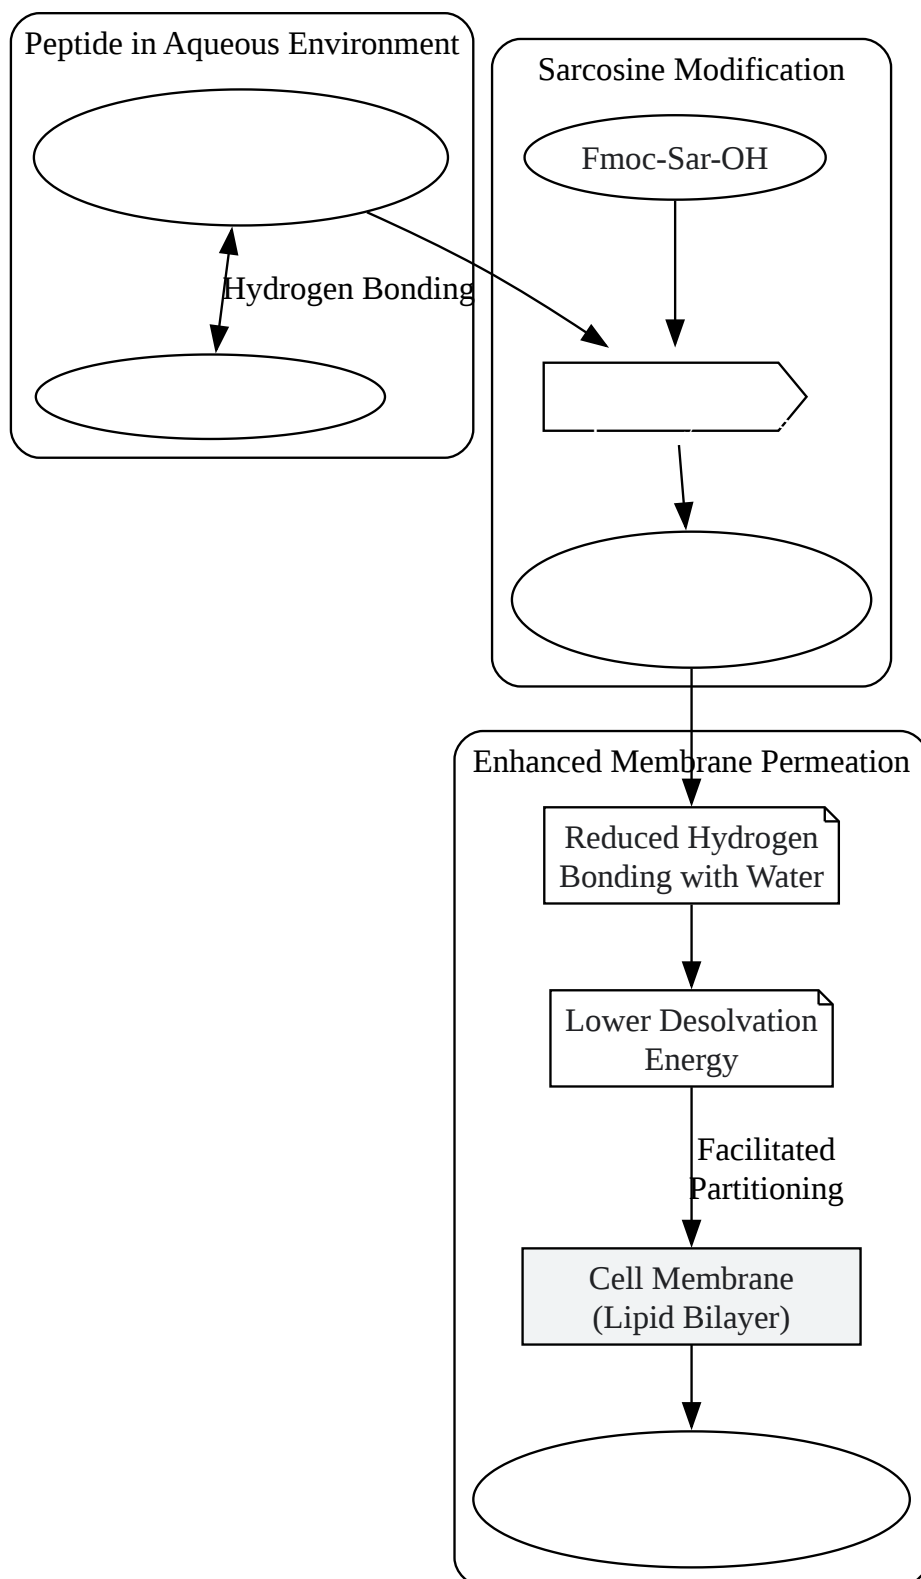 Peptide in Aqueous Environment
Hydrogen Bonding
Sarcosine Modification
Fmoc-Sar-OH
Enhanced Membrane Permeation
Reduced Hydrogen
Bonding with Water
Lower Desolvation
Energy
Facilitated
Partitioning
Cell Membrane
(Lipid Bilayer)